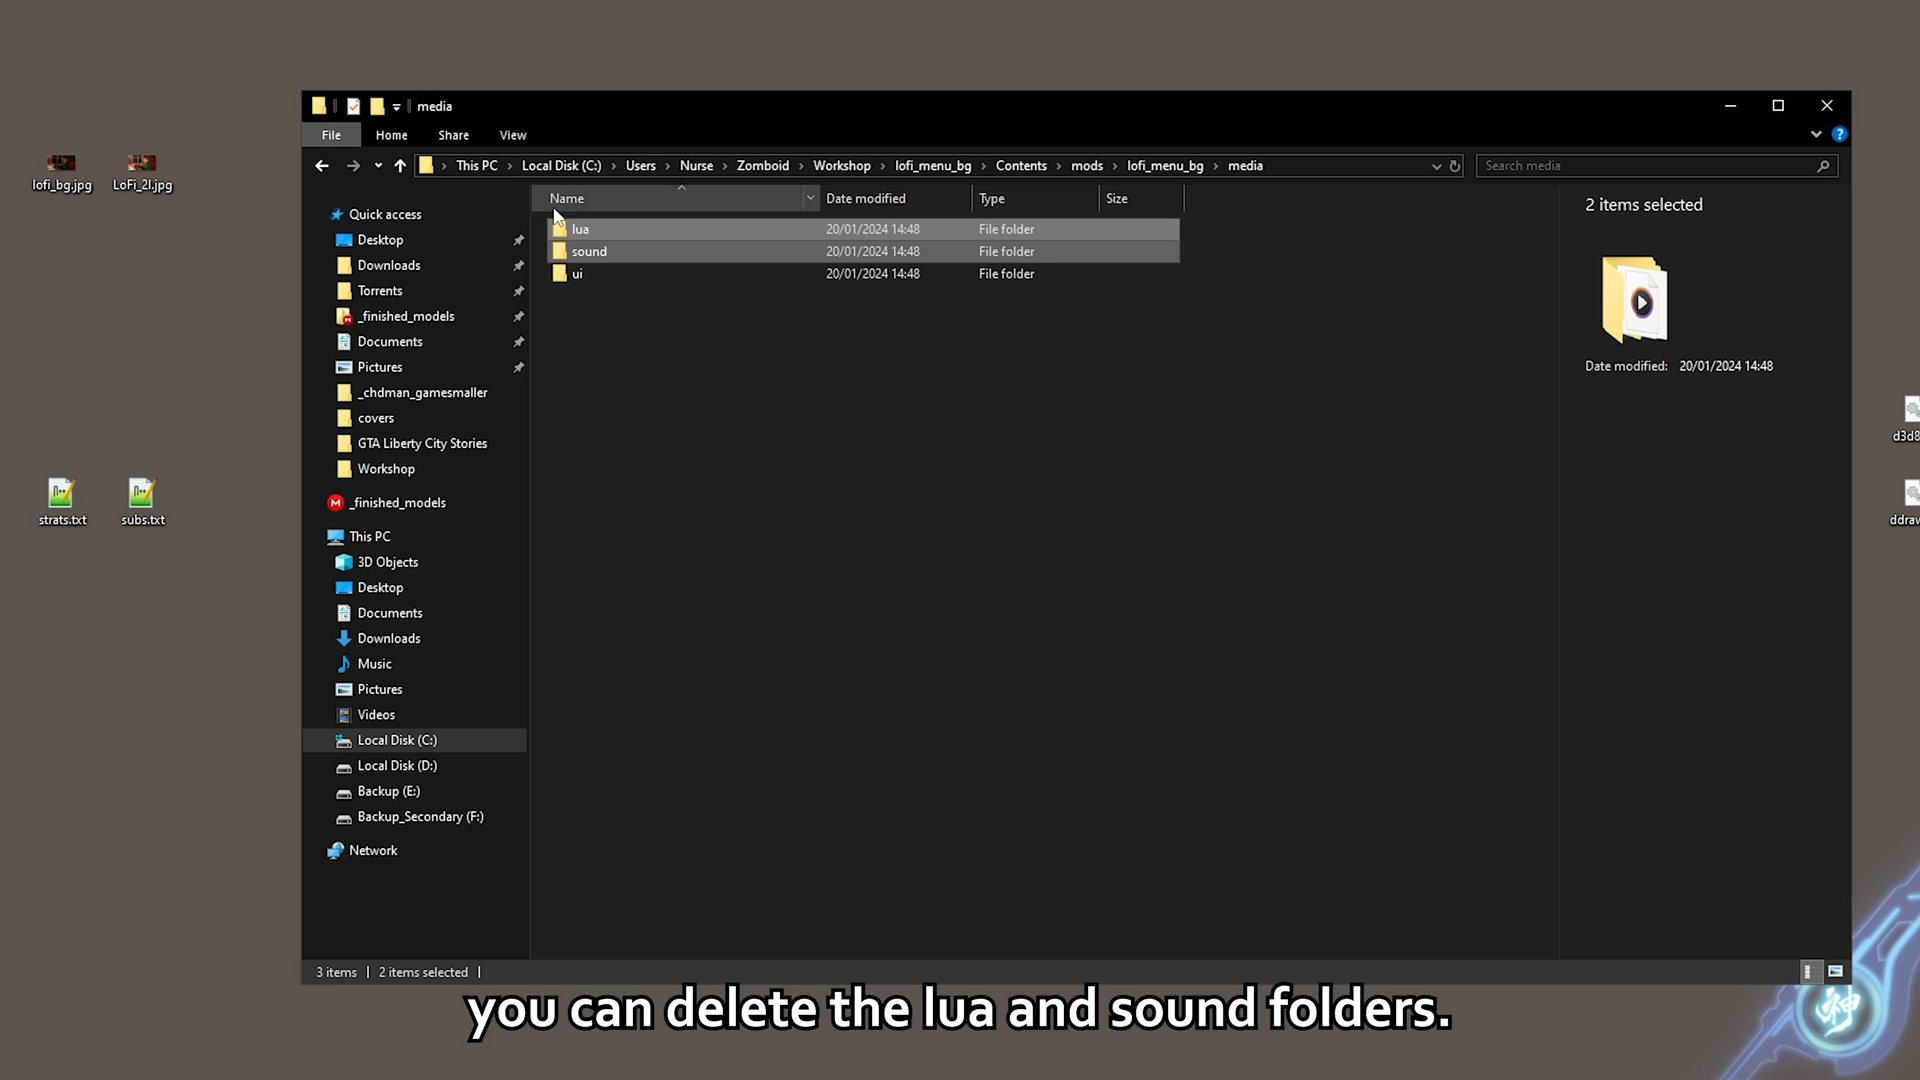 media
File Home Share View
This PC Local Disk (C:) Users Nurse Zomboid Workshop lofi_menu_bg Contents mods lofi_menu_bg media
Search media
lofi_bg.jpg LoFi_2l.jpg
strats.txt subs.txt
Quick access
Desktop
Downloads
Torrents
_finished_models
Documents
Pictures
_chdman_gamesmaller
covers
GTA Liberty City Stories
Workshop
_finished_models
This PC
3D Objects
Desktop
Documents
Downloads
Music
Pictures
Videos
Local Disk (C:)
Local Disk (D:)
Backup (E:)
Backup_Secondary (F:)
Network
Name Date modified Type Size
lua 20/01/2024 14:48 File folder
sound 20/01/2024 14:48 File folder
ui 20/01/2024 14:48 File folder
2 items selected
Date modified: 20/01/2024 14:48
d3d8
ddrav
3 items 2 items selected
神
you can delete the lua and sound folders.